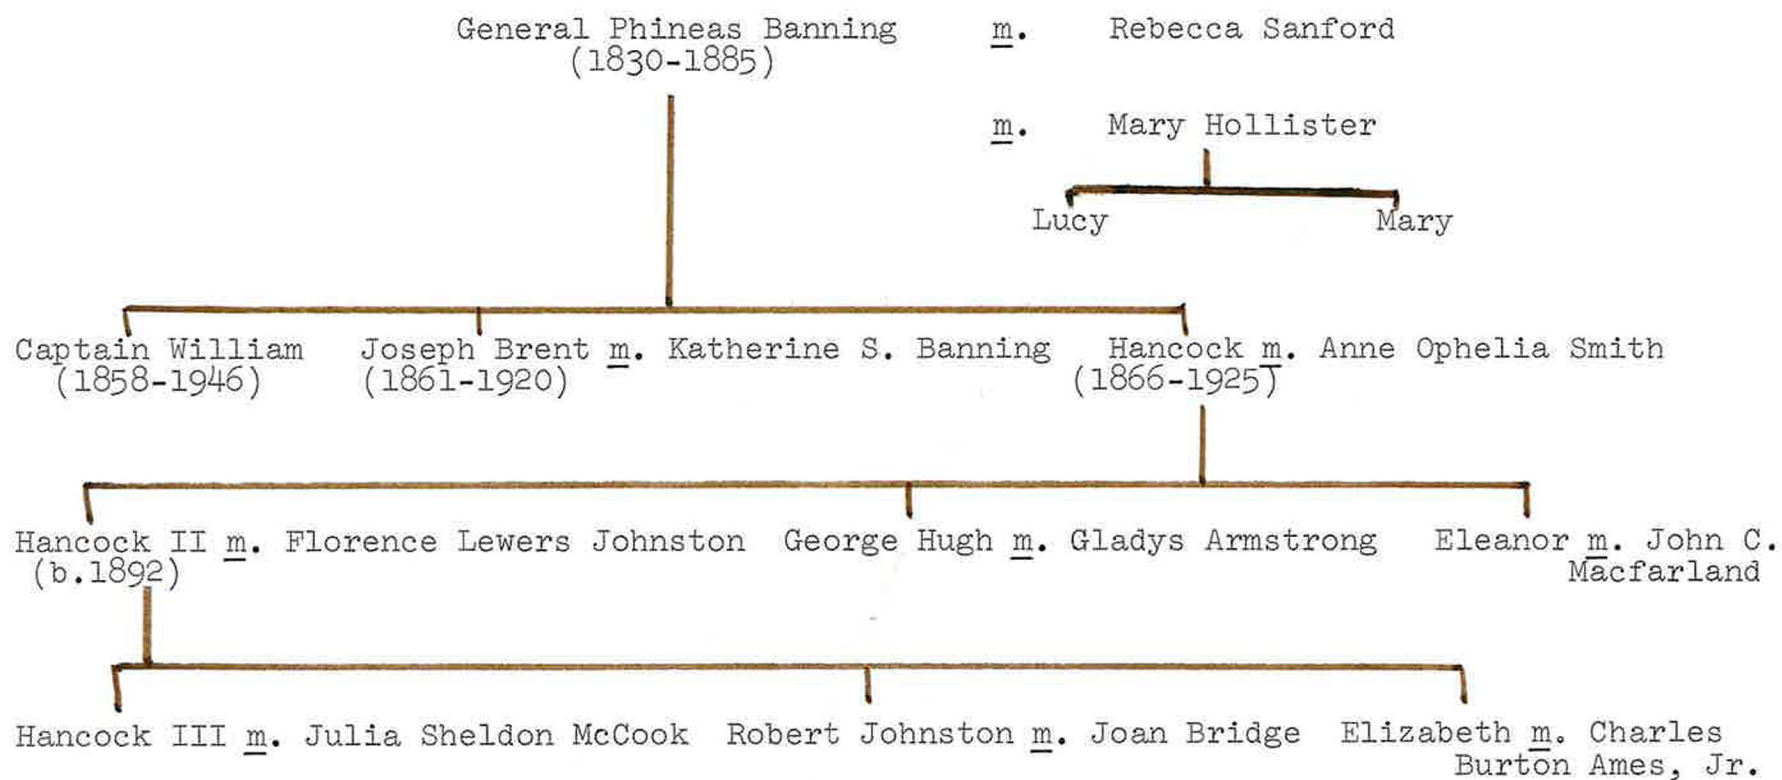 General Phineas Banning m. Rebecca Sanford
(1830-1885)
m. Mary Hollister
Lucy Mary
Captain William Joseph Brent m. Katherine S. Banning Hancock m. Anne Ophelia Smith
(1858-1946) (1861-1920) (1866-1925)
Hancock II m. Florence Lewers Johnston George Hugh m. Gladys Armstrong Eleanor m. John C.
(b.1892) Macfarland
Hancock III m. Julia Sheldon McCook Robert Johnston m. Joan Bridge Elizabeth m. Charles
Burton Ames, Jr.